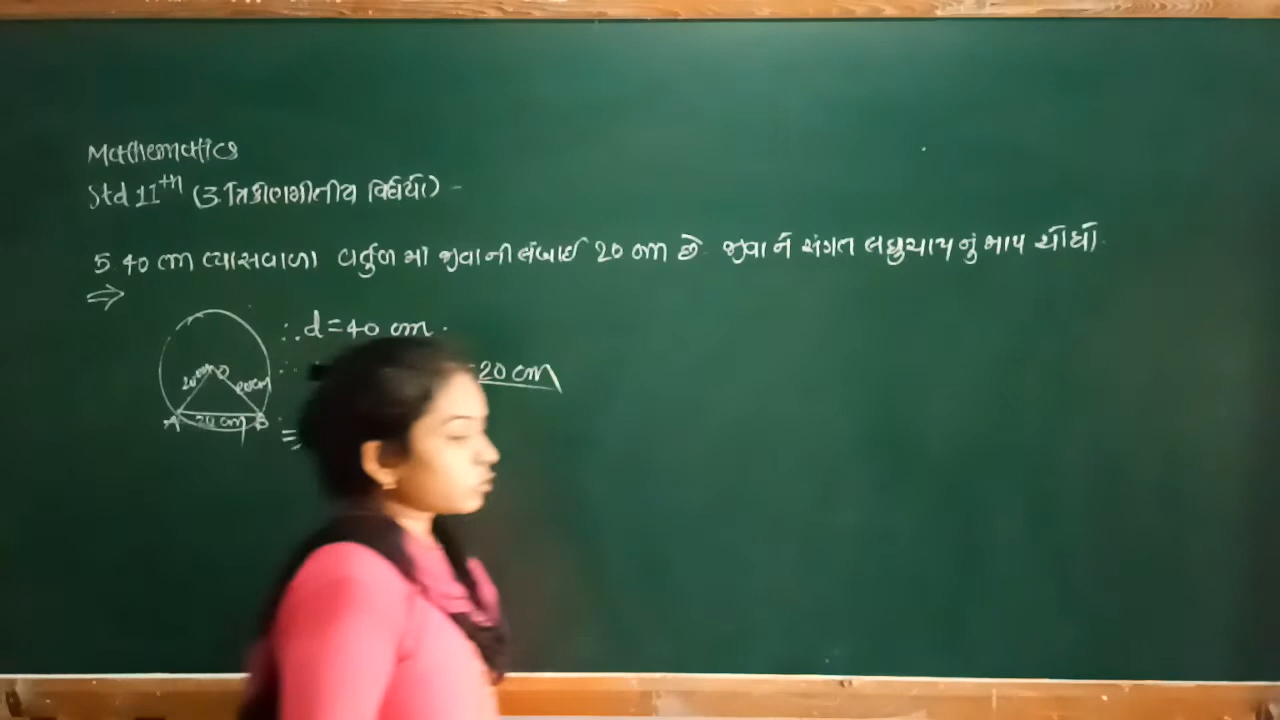 Mathematics
Std 11th (3. ત્રિકોણમીતીય વિધેયો) -
5. 40 cm વ્યાસવાળા વર્તુળ માં જીવાની લંબાઈ 20 cm છે. જીવાને સંગત લઘુચાપનું માપ શોધો.
⇒
∴ d = 40 cm.
∴ 20 cm
20 cm O 20 cm
A 20 cm B